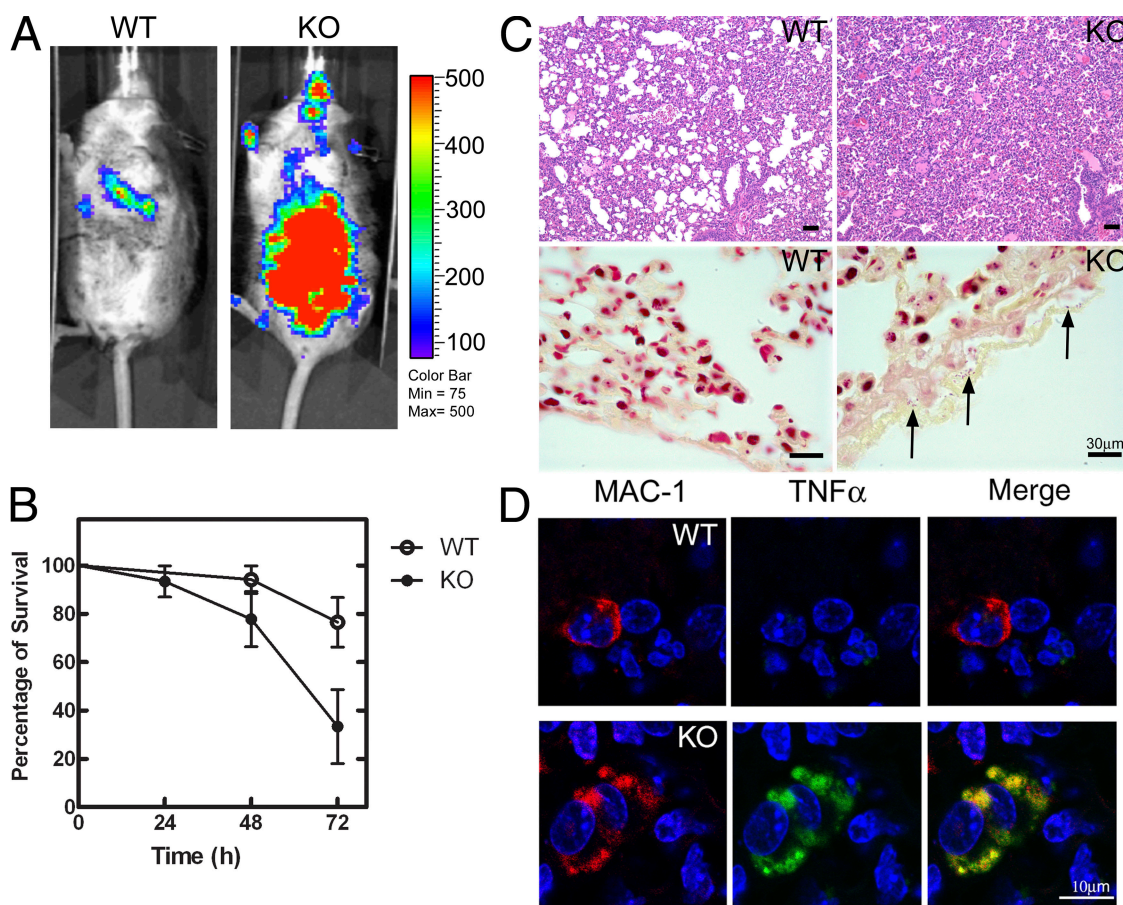 A
WT
KO
500
400
300
200
100
Color Bar
Min = 75
Max= 500
B
Percentage of Survival
100
80
60
40
20
0
0
24
48
72
Time (h)
WT
KO
C
WT
KO
WT
KO
30μm
D
MAC-1
TNFα
Merge
WT
KO
10μm